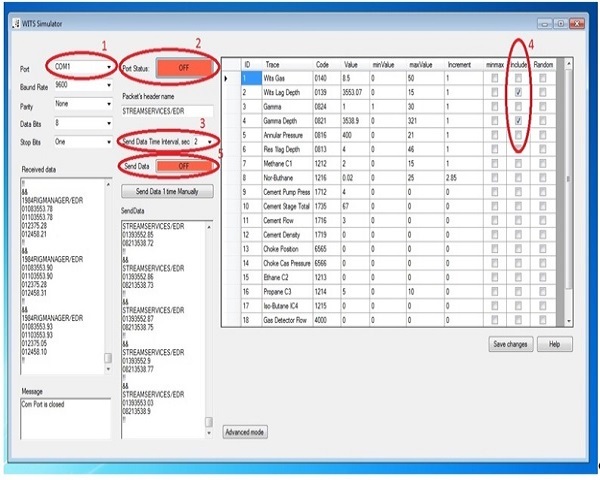 WITS Simulator
1
2
3
4
5
Port COM1
Bound Rate 9600
Party None
Data Bits 8
Stop Bits One
Port Status: OFF
Packet's header name
STREAMSERVICES/EDR
Send Data Time Interval, sec 2
Send Data OFF
Send Data 1 time Manually
Received data
!!
&&
1984RIGMANAGER/EDR
01083553.78
01103553.78
012375.28
012458.21
!!
&&
1984RIGMANAGER/EDR
01083553.90
01103553.90
012375.28
012458.31
!!
&&
1984RIGMANAGER/EDR
01083553.93
01103553.93
012375.05
012458.10
!!
Message
Com Port is closed
SendData
STREAMSERVICES/EDR
01393552.85
08213538.72
!!
&&
STREAMSERVICES/EDR
01393552.86
08213538.73
!!
&&
STREAMSERVICES/EDR
01393552.87
08213538.75
!!
&&
STREAMSERVICES/EDR
01393552.9
08213538.77
!!
&&
STREAMSERVICES/EDR
01393553.03
08213538.9
!!
ID Trace Code Value minValue maxValue Increment minmax include Random
1 Wits Gas 0140 8.5 0 50 1
2 Wits Lag Depth 0139 3553.07 0 15 1
3 Gamma 0824 1 1 30 1
4 Gamma Depth 0821 3538.9 0 321 1
5 Annular Pressure 0816 400 0 21 1
6 Res 1lag Depth 0813 4 0 46 1
7 Methane C1 1212 2 0 15 1
8 Nor-Buthane 1216 0.02 0 25 2.85
9 Cement Pump Press 1712 4 0 0 0
10 Cement Stage Total 1735 67 0 0 0
11 Cement Flow 1716 3 0 0 0
12 Cement Density 1719 0 0 0 0
13 Choke Position 6565 0 0 0 0
14 Choke Cas Pressure 6566 0 0 0 0
15 Ethane C2 1213 0 0 0 0
16 Propane C3 1214 5 0 10 0
17 Iso-Butane IC4 1215 0 0 0 0
18 Gas Detector Flow 4000 0 0 0 0
Save changes
Help
Advanced mode